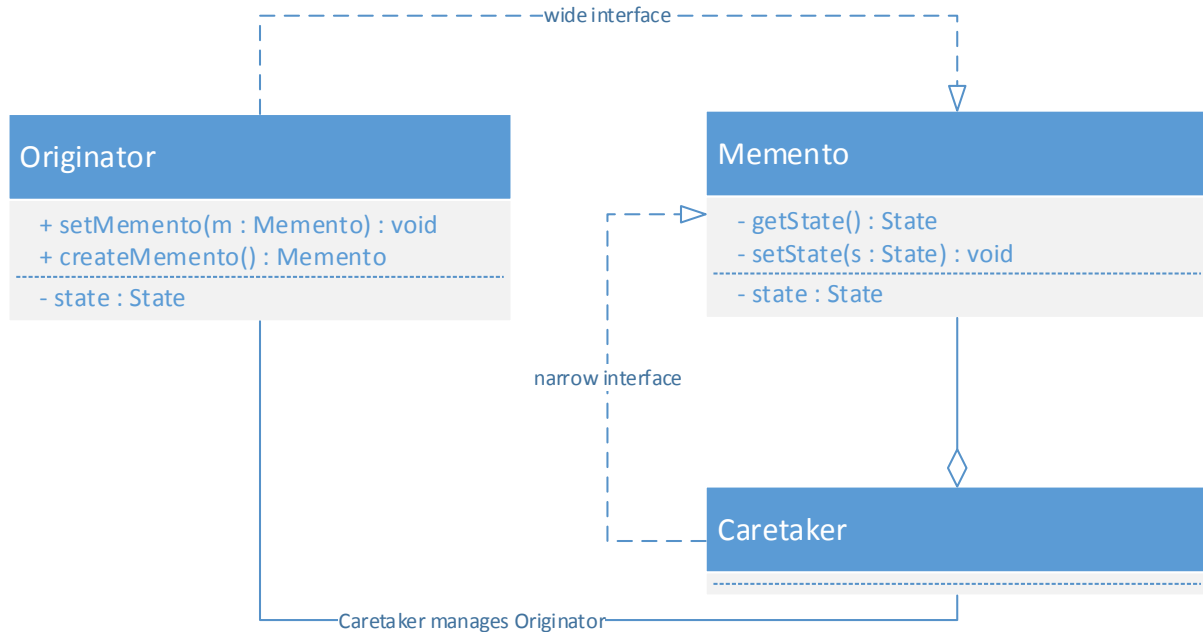 wide interface
Originator
+ setMemento(m : Memento) : void
+ createMemento() : Memento
- state : State
Memento
- getState() : State
- setState(s : State) : void
- state : State
narrow interface
Caretaker
Caretaker manages Originator